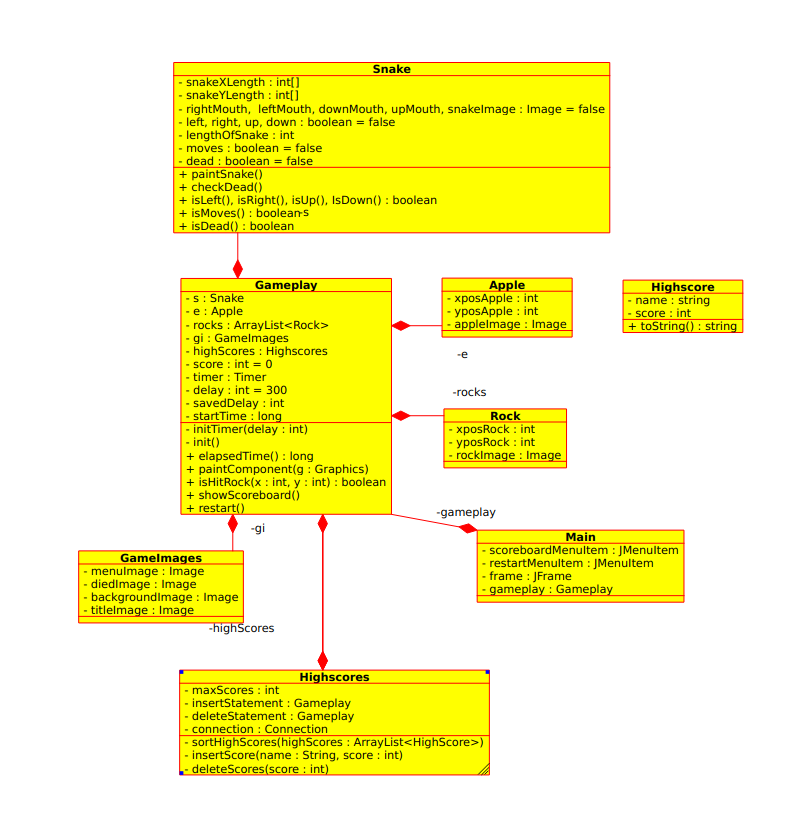 Snake
- snakeXLength : int[]
- snakeYLength : int[]
- rightMouth,  leftMouth, downMouth, upMouth, snakeImage : Image = false
- left, right, up, down : boolean = false
- lengthOfSnake : int
- moves : boolean = false
- dead : boolean = false
+ paintSnake()
+ checkDead()
+ isLeft(), isRight(), isUp(), IsDown() : boolean
+ isMoves() : boolean
-s
+ isDead() : boolean
Gameplay
- s : Snake
- e : Apple
- rocks : ArrayList<Rock>
- gi : GameImages
- highScores : Highscores
- score : int = 0
- timer : Timer
- delay : int = 300
- savedDelay : int
- startTime : long
- initTimer(delay : int)
- init()
+ elapsedTime() : long
+ paintComponent(g : Graphics)
+ isHitRock(x : int, y : int) : boolean
+ showScoreboard()
+ restart()
Apple
- xposApple : int
- yposApple : int
- appleImage : Image
-e
Highscore
- name : string
- score : int
+ toString() : string
-rocks
Rock
- xposRock : int
- yposRock : int
- rockImage : Image
-gameplay
Main
- scoreboardMenuItem : JMenuItem
- restartMenuItem : JMenuItem
- frame : JFrame
- gameplay : Gameplay
-gi
GameImages
- menuImage : Image
- diedImage : Image
- backgroundImage : Image
- titleImage : Image
-highScores
Highscores
- maxScores : int
- insertStatement : Gameplay
- deleteStatement : Gameplay
- connection : Connection
- sortHighScores(highScores : ArrayList<HighScore>)
- insertScore(name : String, score : int)
- deleteScores(score : int)